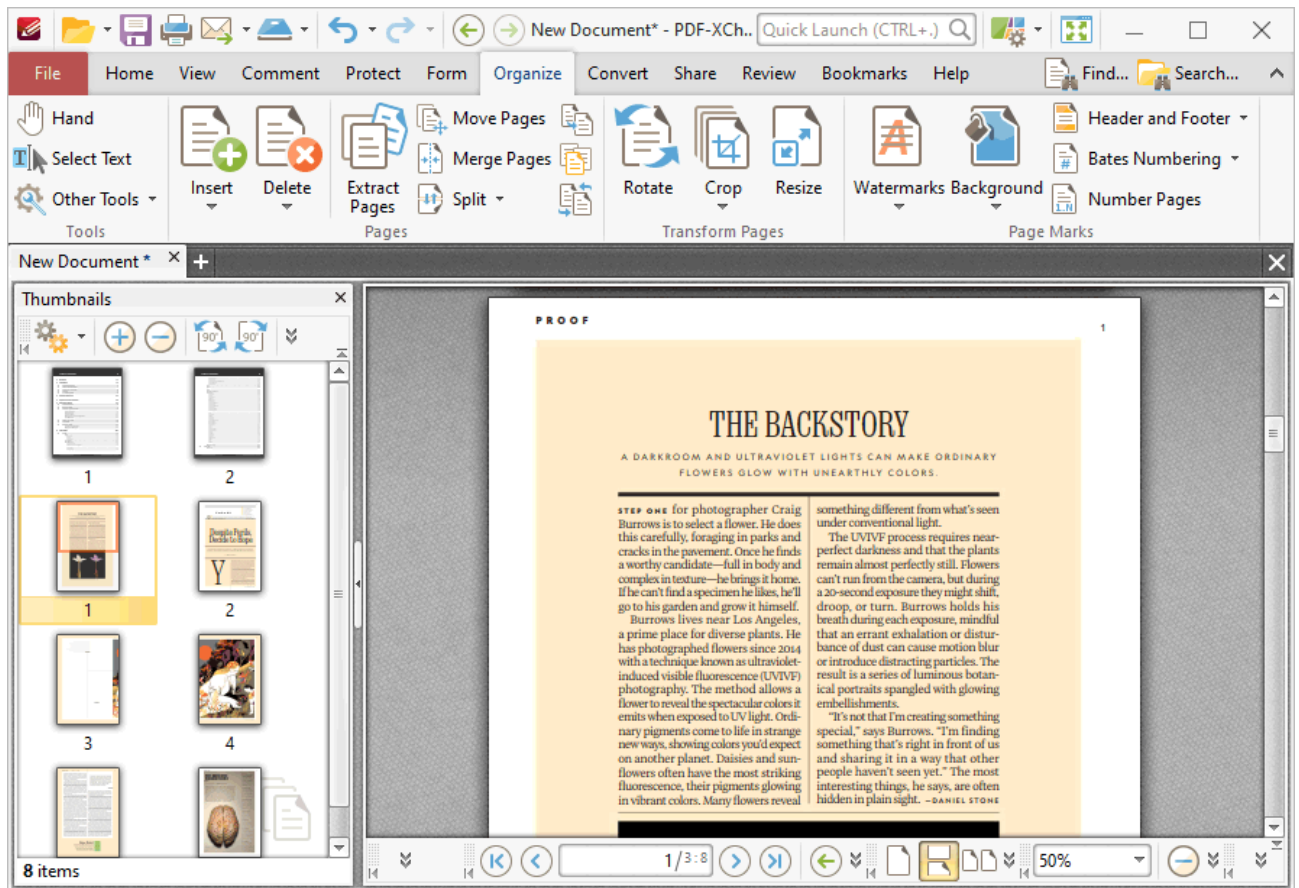 New Document* - PDF-XCh..
Quick Launch (CTRL+.)
File Home View Comment Protect Form Organize Convert Share Review Bookmarks Help Find... Search...
Hand
Select Text
Other Tools
Tools
Insert
Delete
Extract
Pages
Move Pages
Merge Pages
Split
Pages
Rotate
Crop
Resize
Transform Pages
Watermarks
Background
Header and Footer
Bates Numbering
Number Pages
Page Marks
New Document *
Thumbnails
90°
90°
1
2
1
Despite Perils,
Decide to Hope
Y
2
3
4
8 items
PROOF
1
THE BACKSTORY
A DARKROOM AND ULTRAVIOLET LIGHTS CAN MAKE ORDINARY
FLOWERS GLOW WITH UNEARTHLY COLORS.
STEP ONE for photographer Craig
Burrows is to select a flower. He does
this carefully, foraging in parks and
cracks in the pavement. Once he finds
a worthy candidate—full in body and
complex in texture—he brings it home.
If he can't find a specimen he likes, he'll
go to his garden and grow it himself.
Burrows lives near Los Angeles,
a prime place for diverse plants. He
has photographed flowers since 2014
with a technique known as ultraviolet-
induced visible fluorescence (UVIVF)
photography. The method allows a
flower to reveal the spectacular colors it
emits when exposed to UV light. Ordi-
nary pigments come to life in strange
new ways, showing colors you'd expect
on another planet. Daisies and sun-
flowers often have the most striking
fluorescence, their pigments glowing
in vibrant colors. Many flowers reveal
something different from what's seen
under conventional light.
The UVIVF process requires near-
perfect darkness and that the plants
remain almost perfectly still. Flowers
can't run from the camera, but during
a 20-second exposure they might shift,
droop, or turn. Burrows holds his
breath during each exposure, mindful
that an errant exhalation or distur-
bance of dust can cause motion blur
or introduce distracting particles. The
result is a series of luminous botan-
ical portraits spangled with glowing
embellishments.
"It's not that I'm creating something
special," says Burrows. "I'm finding
something that's right in front of us
and sharing it in a way that other
people haven't seen yet." The most
interesting things, he says, are often
hidden in plain sight. —DANIEL STONE
1/3:8
50%